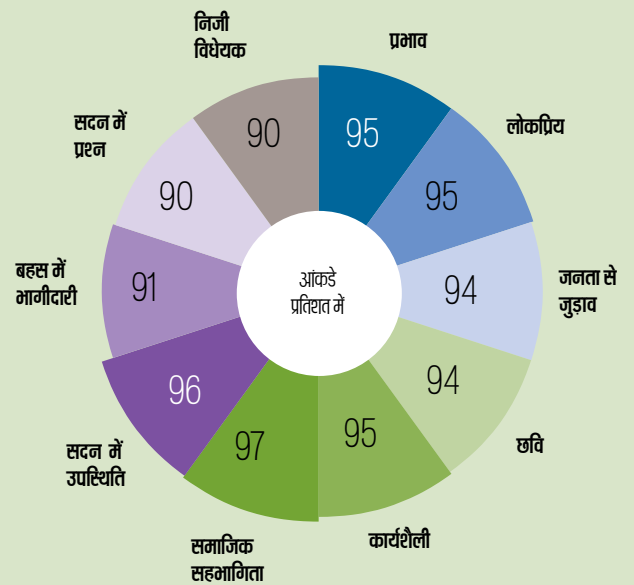 निजी
विधेयक
90
प्रभाव
95
लोकप्रिय
95
जनता से
जुड़ाव
94
छवि
94
कार्यशैली
95
समाजिक
सहभागिता
97
सदन में
उपस्थिति
96
बहस में
भागीदारी
91
सदन में
प्रश्न
90
आंकडे
प्रतिशत में